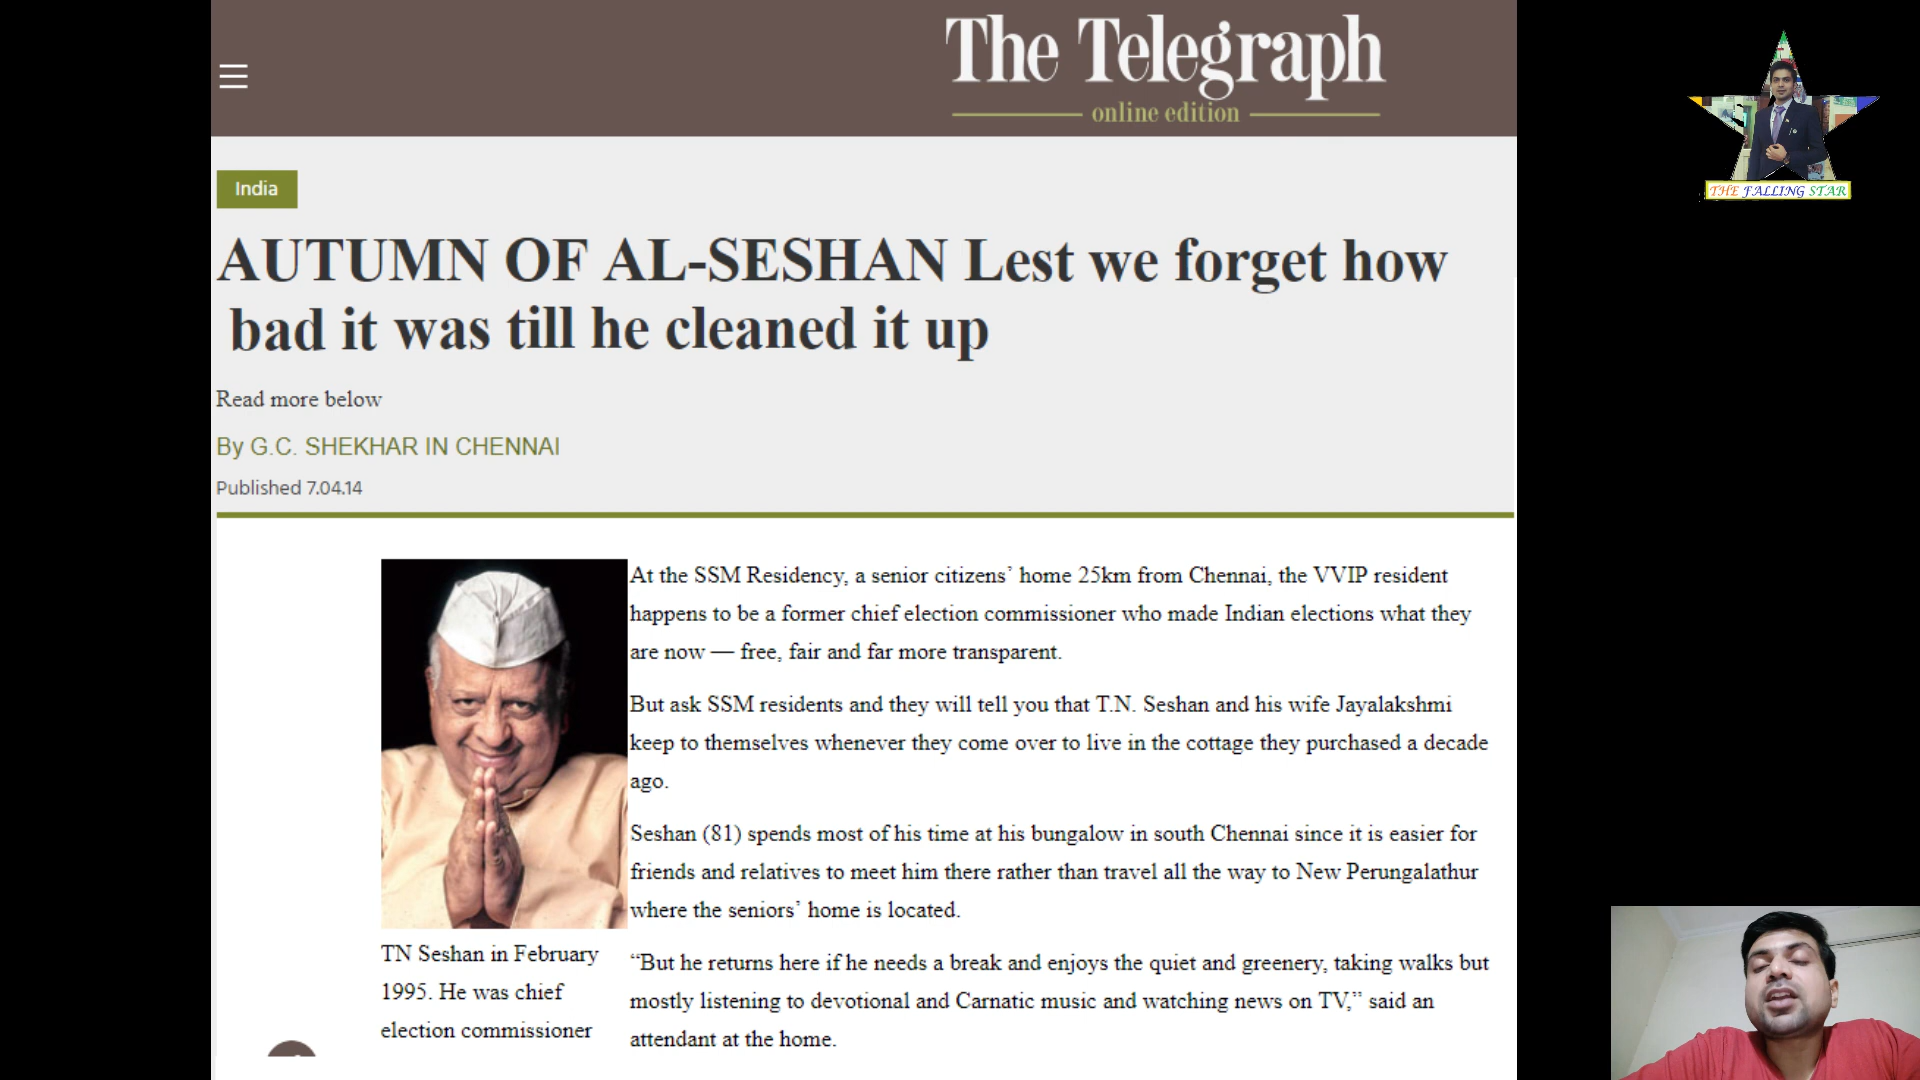 The Telegraph
online edition
THE FALLING STAR
India
AUTUMN OF AL-SESHAN Lest we forget how
bad it was till he cleaned it up
Read more below
By G.C. SHEKHAR IN CHENNAI
Published 7.04.14
At the SSM Residency, a senior citizens’ home 25km from Chennai, the VVIP resident
happens to be a former chief election commissioner who made Indian elections what they
are now — free, fair and far more transparent.
But ask SSM residents and they will tell you that T.N. Seshan and his wife Jayalakshmi
keep to themselves whenever they come over to live in the cottage they purchased a decade
ago.
Seshan (81) spends most of his time at his bungalow in south Chennai since it is easier for
friends and relatives to meet him there rather than travel all the way to New Perungalathur
where the seniors’ home is located.
“But he returns here if he needs a break and enjoys the quiet and greenery, taking walks but
mostly listening to devotional and Carnatic music and watching news on TV,” said an
attendant at the home.
TN Seshan in February
1995. He was chief
election commissioner